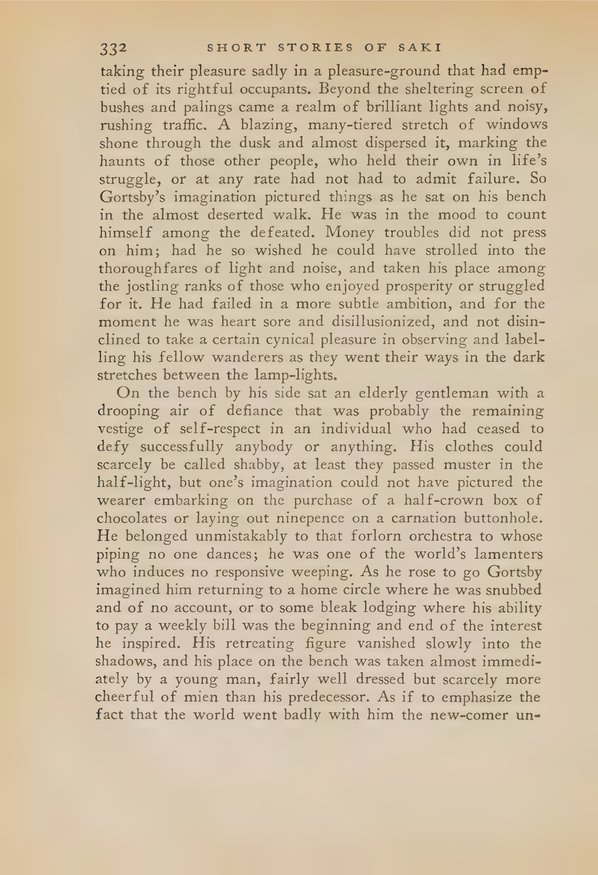 332 SHORT STORIES OF SAKI
taking their pleasure sadly in a pleasure-ground that had emp-
tied of its rightful occupants. Beyond the sheltering screen of
bushes and palings came a realm of brilliant lights and noisy,
rushing traffic. A blazing, many-tiered stretch of windows
shone through the dusk and almost dispersed it, marking the
haunts of those other people, who held their own in life's
struggle, or at any rate had not had to admit failure. So
Gortsby's imagination pictured things as he sat on his bench
in the almost deserted walk. He was in the mood to count
himself among the defeated. Money troubles did not press
on him; had he so wished he could have strolled into the
thoroughfares of light and noise, and taken his place among
the jostling ranks of those who enjoyed prosperity or struggled
for it. He had failed in a more subtle ambition, and for the
moment he was heart sore and disillusionized, and not disin-
clined to take a certain cynical pleasure in observing and label-
ling his fellow wanderers as they went their ways in the dark
stretches between the lamp-lights.
On the bench by his side sat an elderly gentleman with a
drooping air of defiance that was probably the remaining
vestige of self-respect in an individual who had ceased to
defy successfully anybody or anything. His clothes could
scarcely be called shabby, at least they passed muster in the
half-light, but one's imagination could not have pictured the
wearer embarking on the purchase of a half-crown box of
chocolates or laying out ninepence on a carnation buttonhole.
He belonged unmistakably to that forlorn orchestra to whose
piping no one dances; he was one of the world's lamenters
who induces no responsive weeping. As he rose to go Gortsby
imagined him returning to a home circle where he was snubbed
and of no account, or to some bleak lodging where his ability
to pay a weekly bill was the beginning and end of the interest
he inspired. His retreating figure vanished slowly into the
shadows, and his place on the bench was taken almost immedi-
ately by a young man, fairly well dressed but scarcely more
cheerful of mien than his predecessor. As if to emphasize the
fact that the world went badly with him the new-comer un-